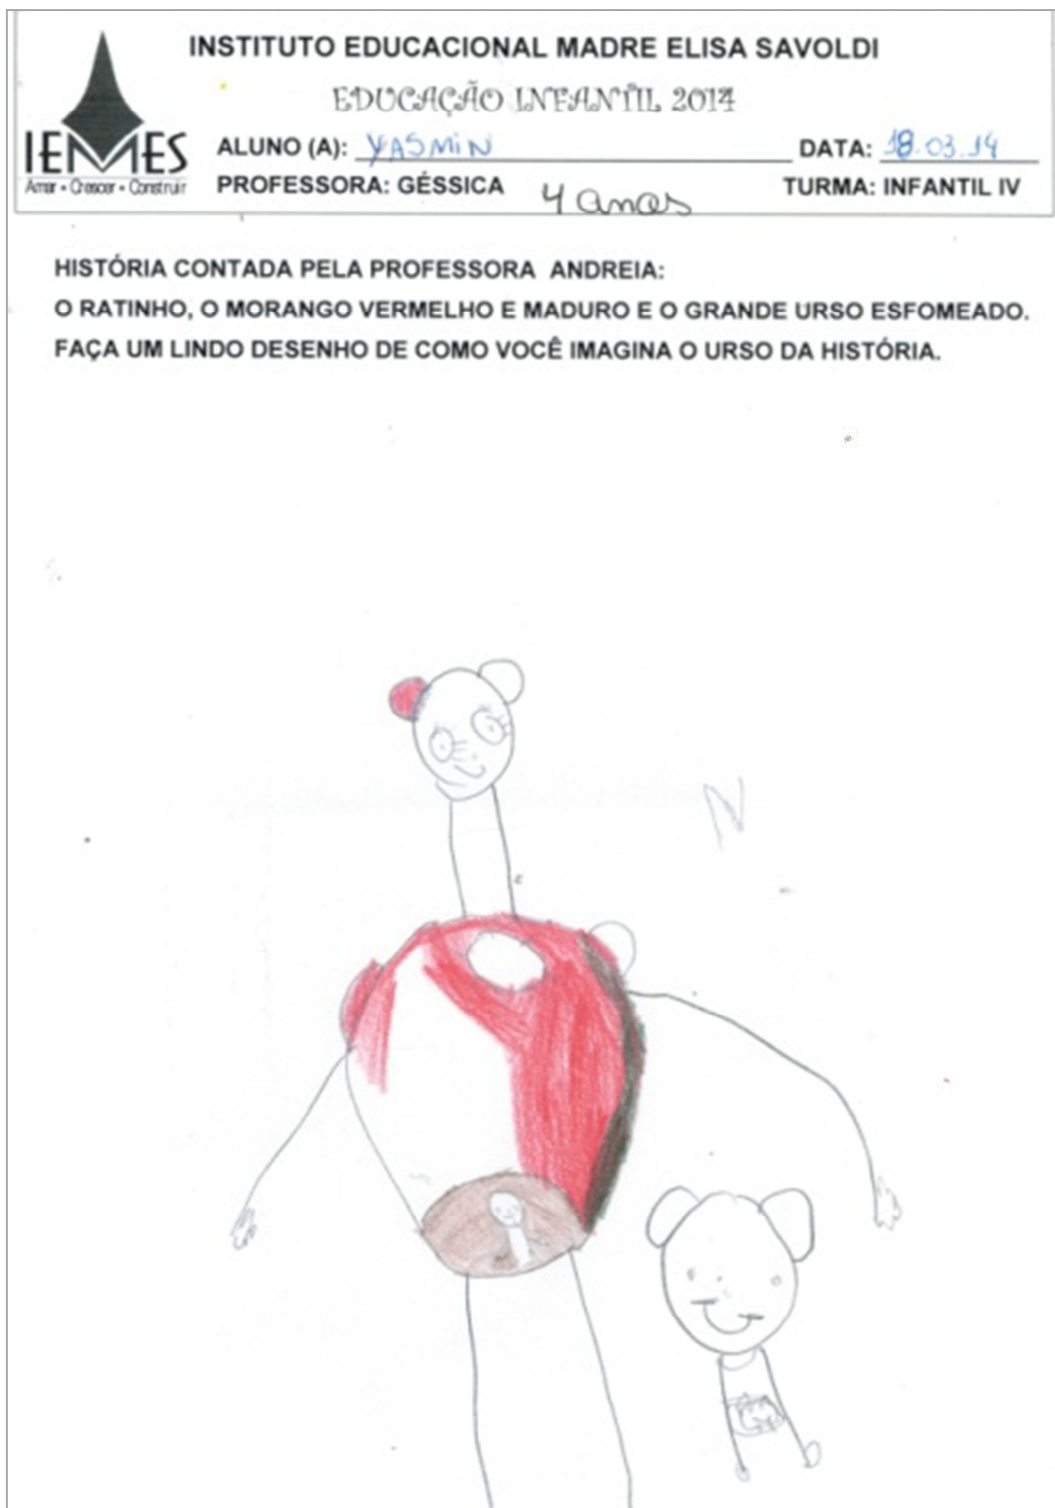 INSTITUTO EDUCACIONAL MADRE ELISA SAVOLDI
EDUCAÇÃO INFANTIL 2014
IEMES
Amar • Crescer • Construir
ALUNO (A): YASMIN DATA: 18.03.14
PROFESSORA: GÉSSICA 4 anos TURMA: INFANTIL IV
HISTÓRIA CONTADA PELA PROFESSORA ANDREIA:
O RATINHO, O MORANGO VERMELHO E MADURO E O GRANDE URSO ESFOMEADO.
FAÇA UM LINDO DESENHO DE COMO VOCÊ IMAGINA O URSO DA HISTÓRIA.
N